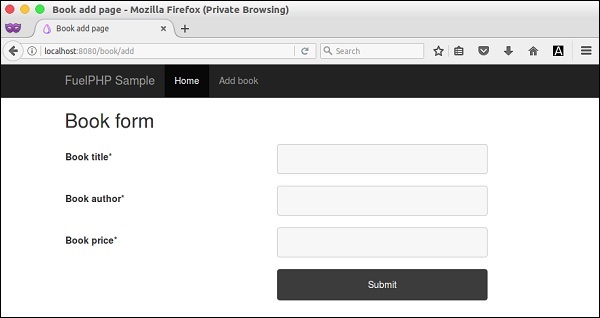 Book add page - Mozilla Firefox (Private Browsing)
Book add page
localhost:8080/book/add
Search
FuelPHP Sample Home Add book
Book form
Book title*
Book author*
Book price*
Submit